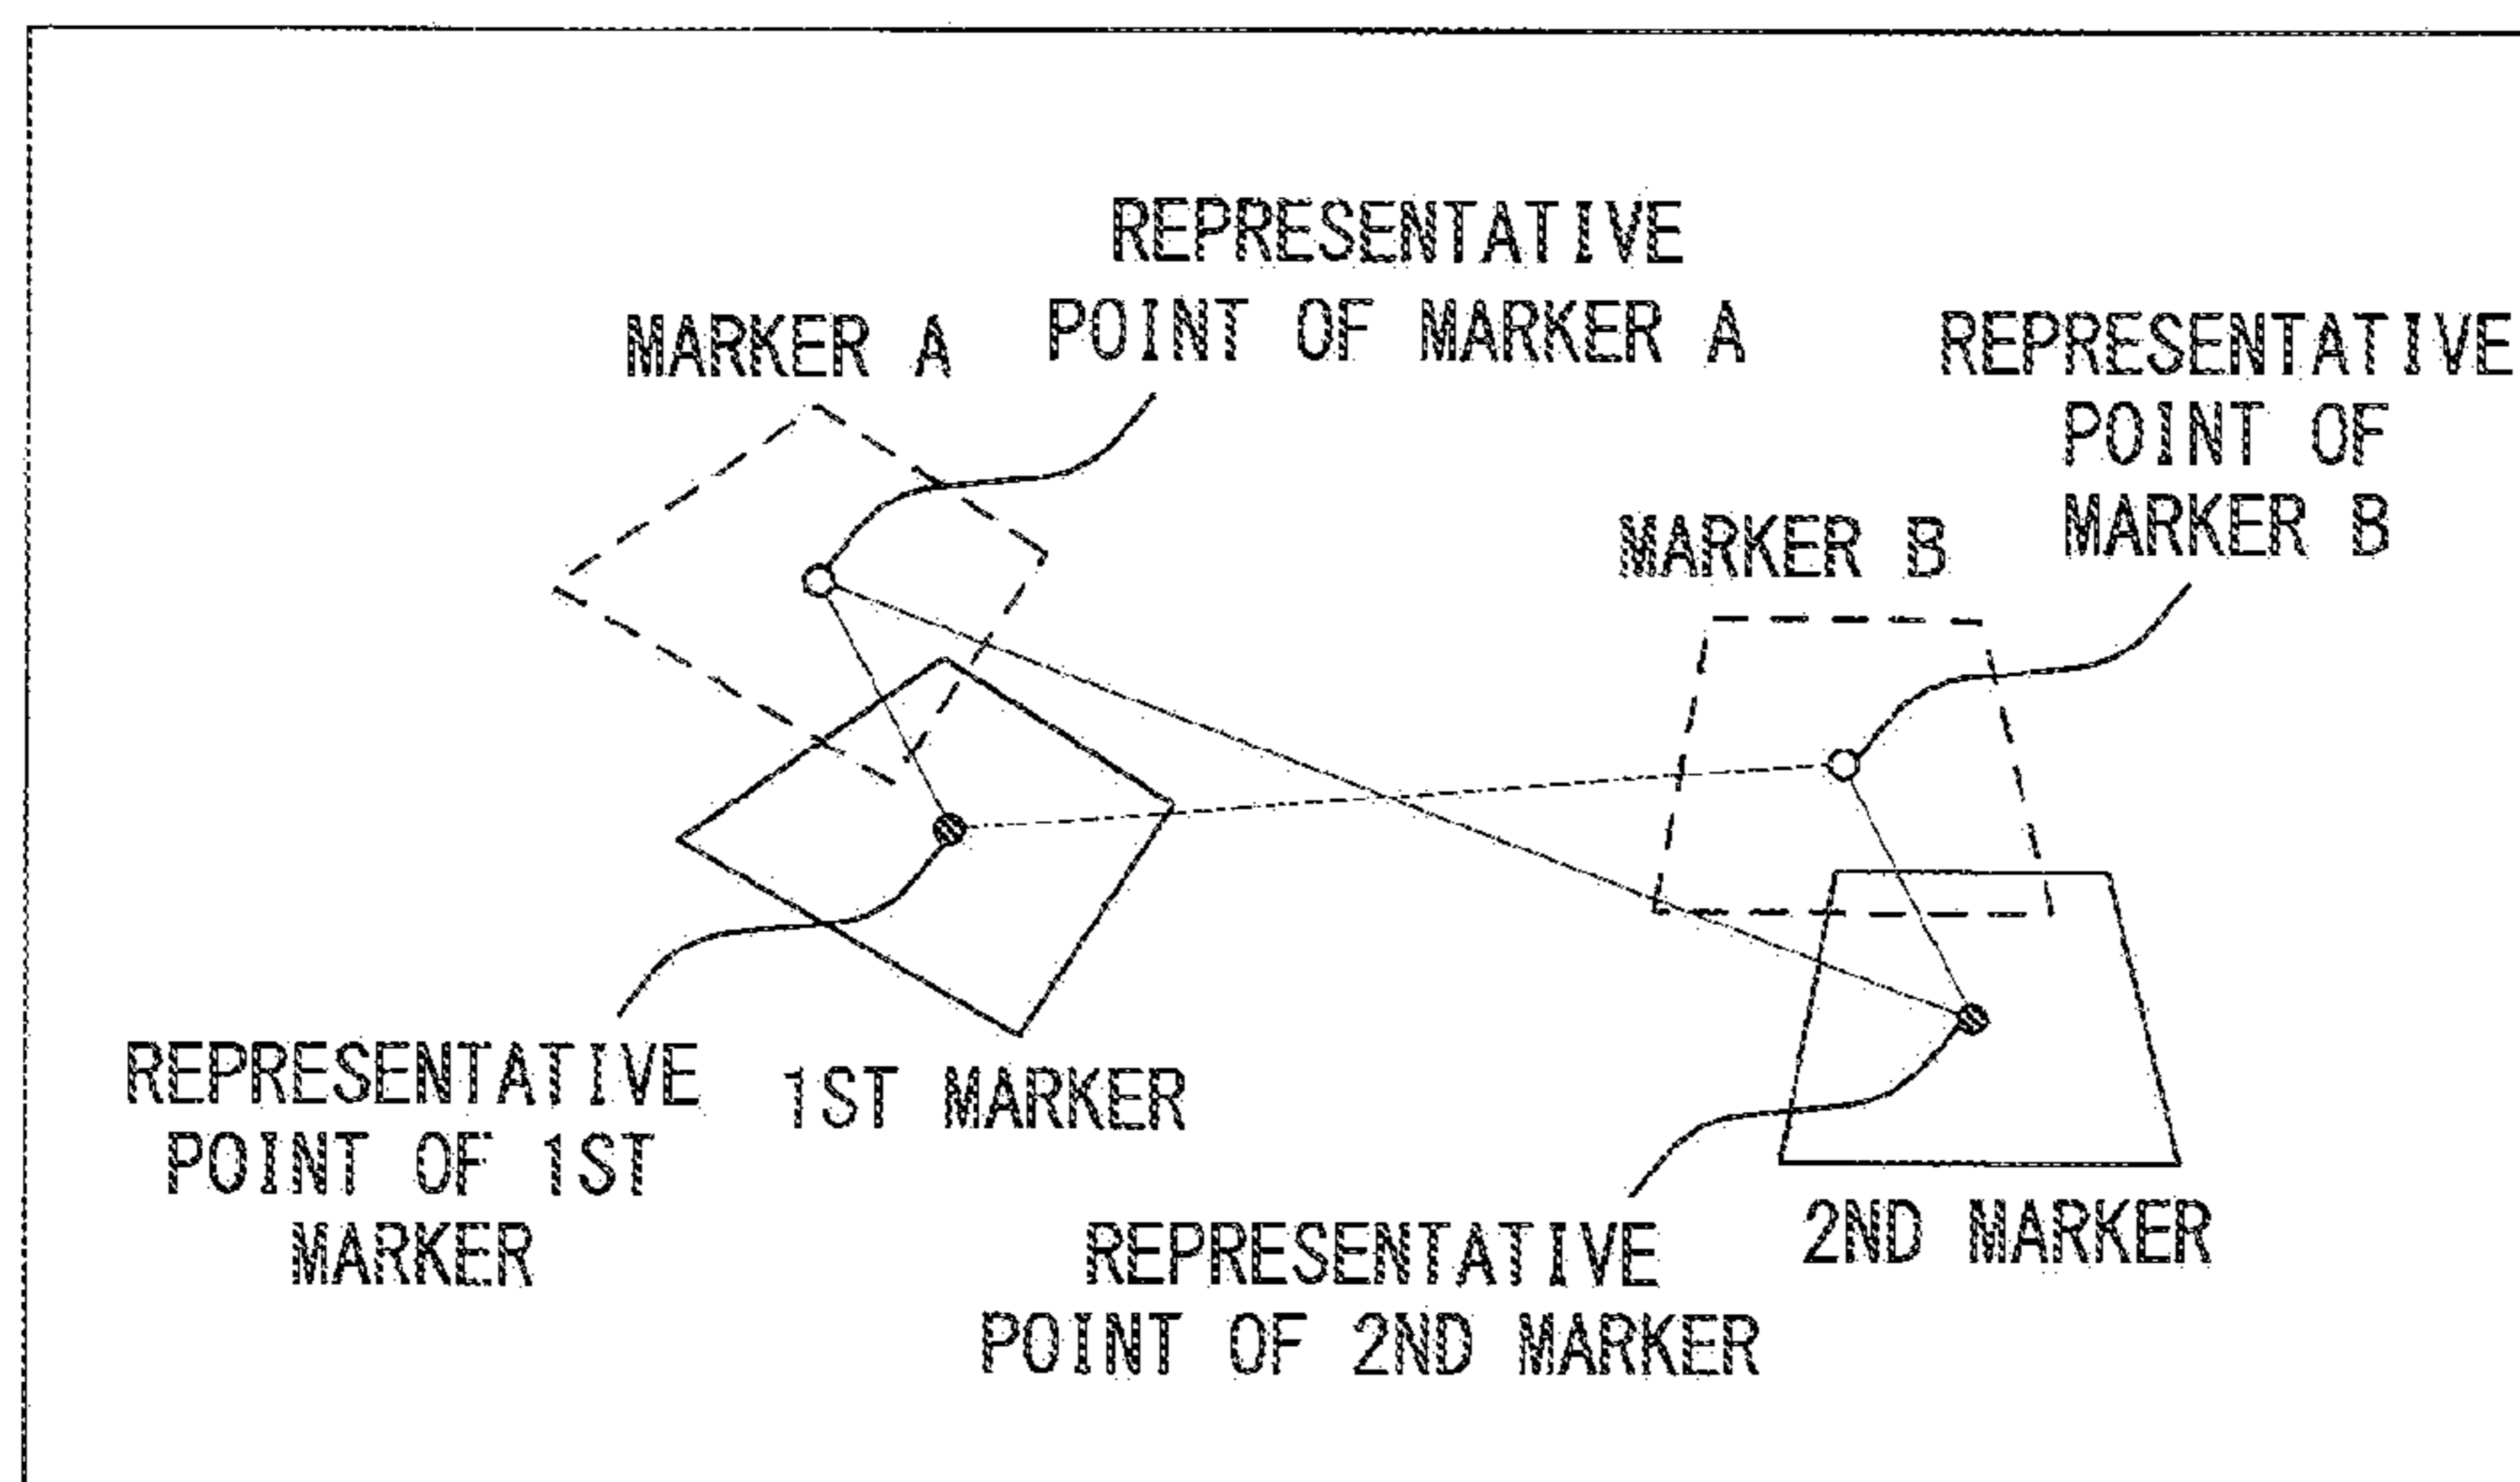 REPRESENTATIVE
POINT OF MARKER A
MARKER A
REPRESENTATIVE
POINT OF
MARKER B
MARKER B
REPRESENTATIVE
POINT OF 1ST
MARKER
1ST MARKER
REPRESENTATIVE
POINT OF 2ND MARKER
2ND MARKER